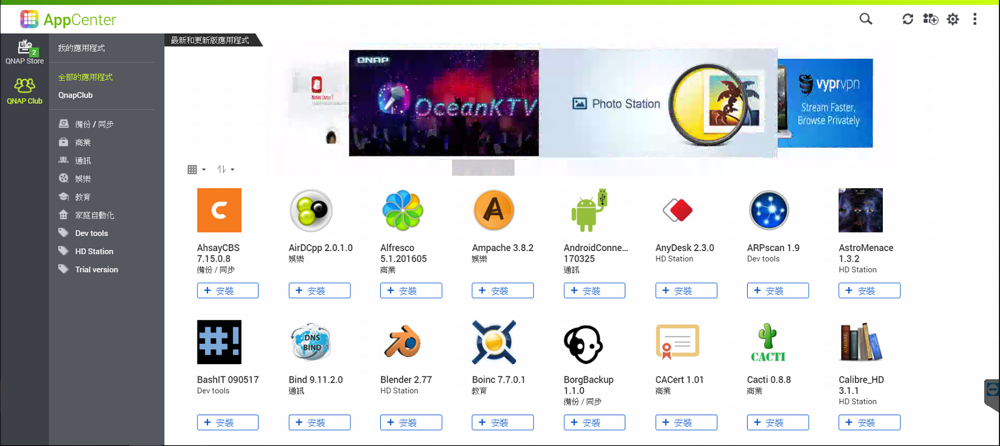 AppCenter
2
QNAP Store
QNAP Club
我的應用程式
全部的應用程式
QnapClub
備份 / 同步
商業
通訊
娛樂
教育
家庭自動化
Dev tools
HD Station
Trial version
最新和更新版應用程式
QNAP
OceanKTV
Photo Station
vyprvpn
Stream Faster,
Browse Privately
AhsayCBS
7.15.0.8
備份 / 同步
+ 安裝
AirDCpp 2.0.1.0
娛樂
+ 安裝
Alfresco
5.1.201605
商業
+ 安裝
Ampache 3.8.2
娛樂
+ 安裝
AndroidConne...
170325
通訊
+ 安裝
AnyDesk 2.3.0
HD Station
+ 安裝
ARPscan 1.9
Dev tools
+ 安裝
AstroMenace
1.3.2
HD Station
+ 安裝
#!
BashIT 090517
Dev tools
+ 安裝
DNS
BIND
Bind 9.11.2.0
通訊
+ 安裝
Blender 2.77
HD Station
+ 安裝
Boinc 7.7.0.1
教育
+ 安裝
BorgBackup
1.1.0
備份 / 同步
+ 安裝
CACert 1.01
商業
+ 安裝
CACTI
Cacti 0.8.8
商業
+ 安裝
CALIBRE
Calibre_HD
3.1.1
HD Station
+ 安裝